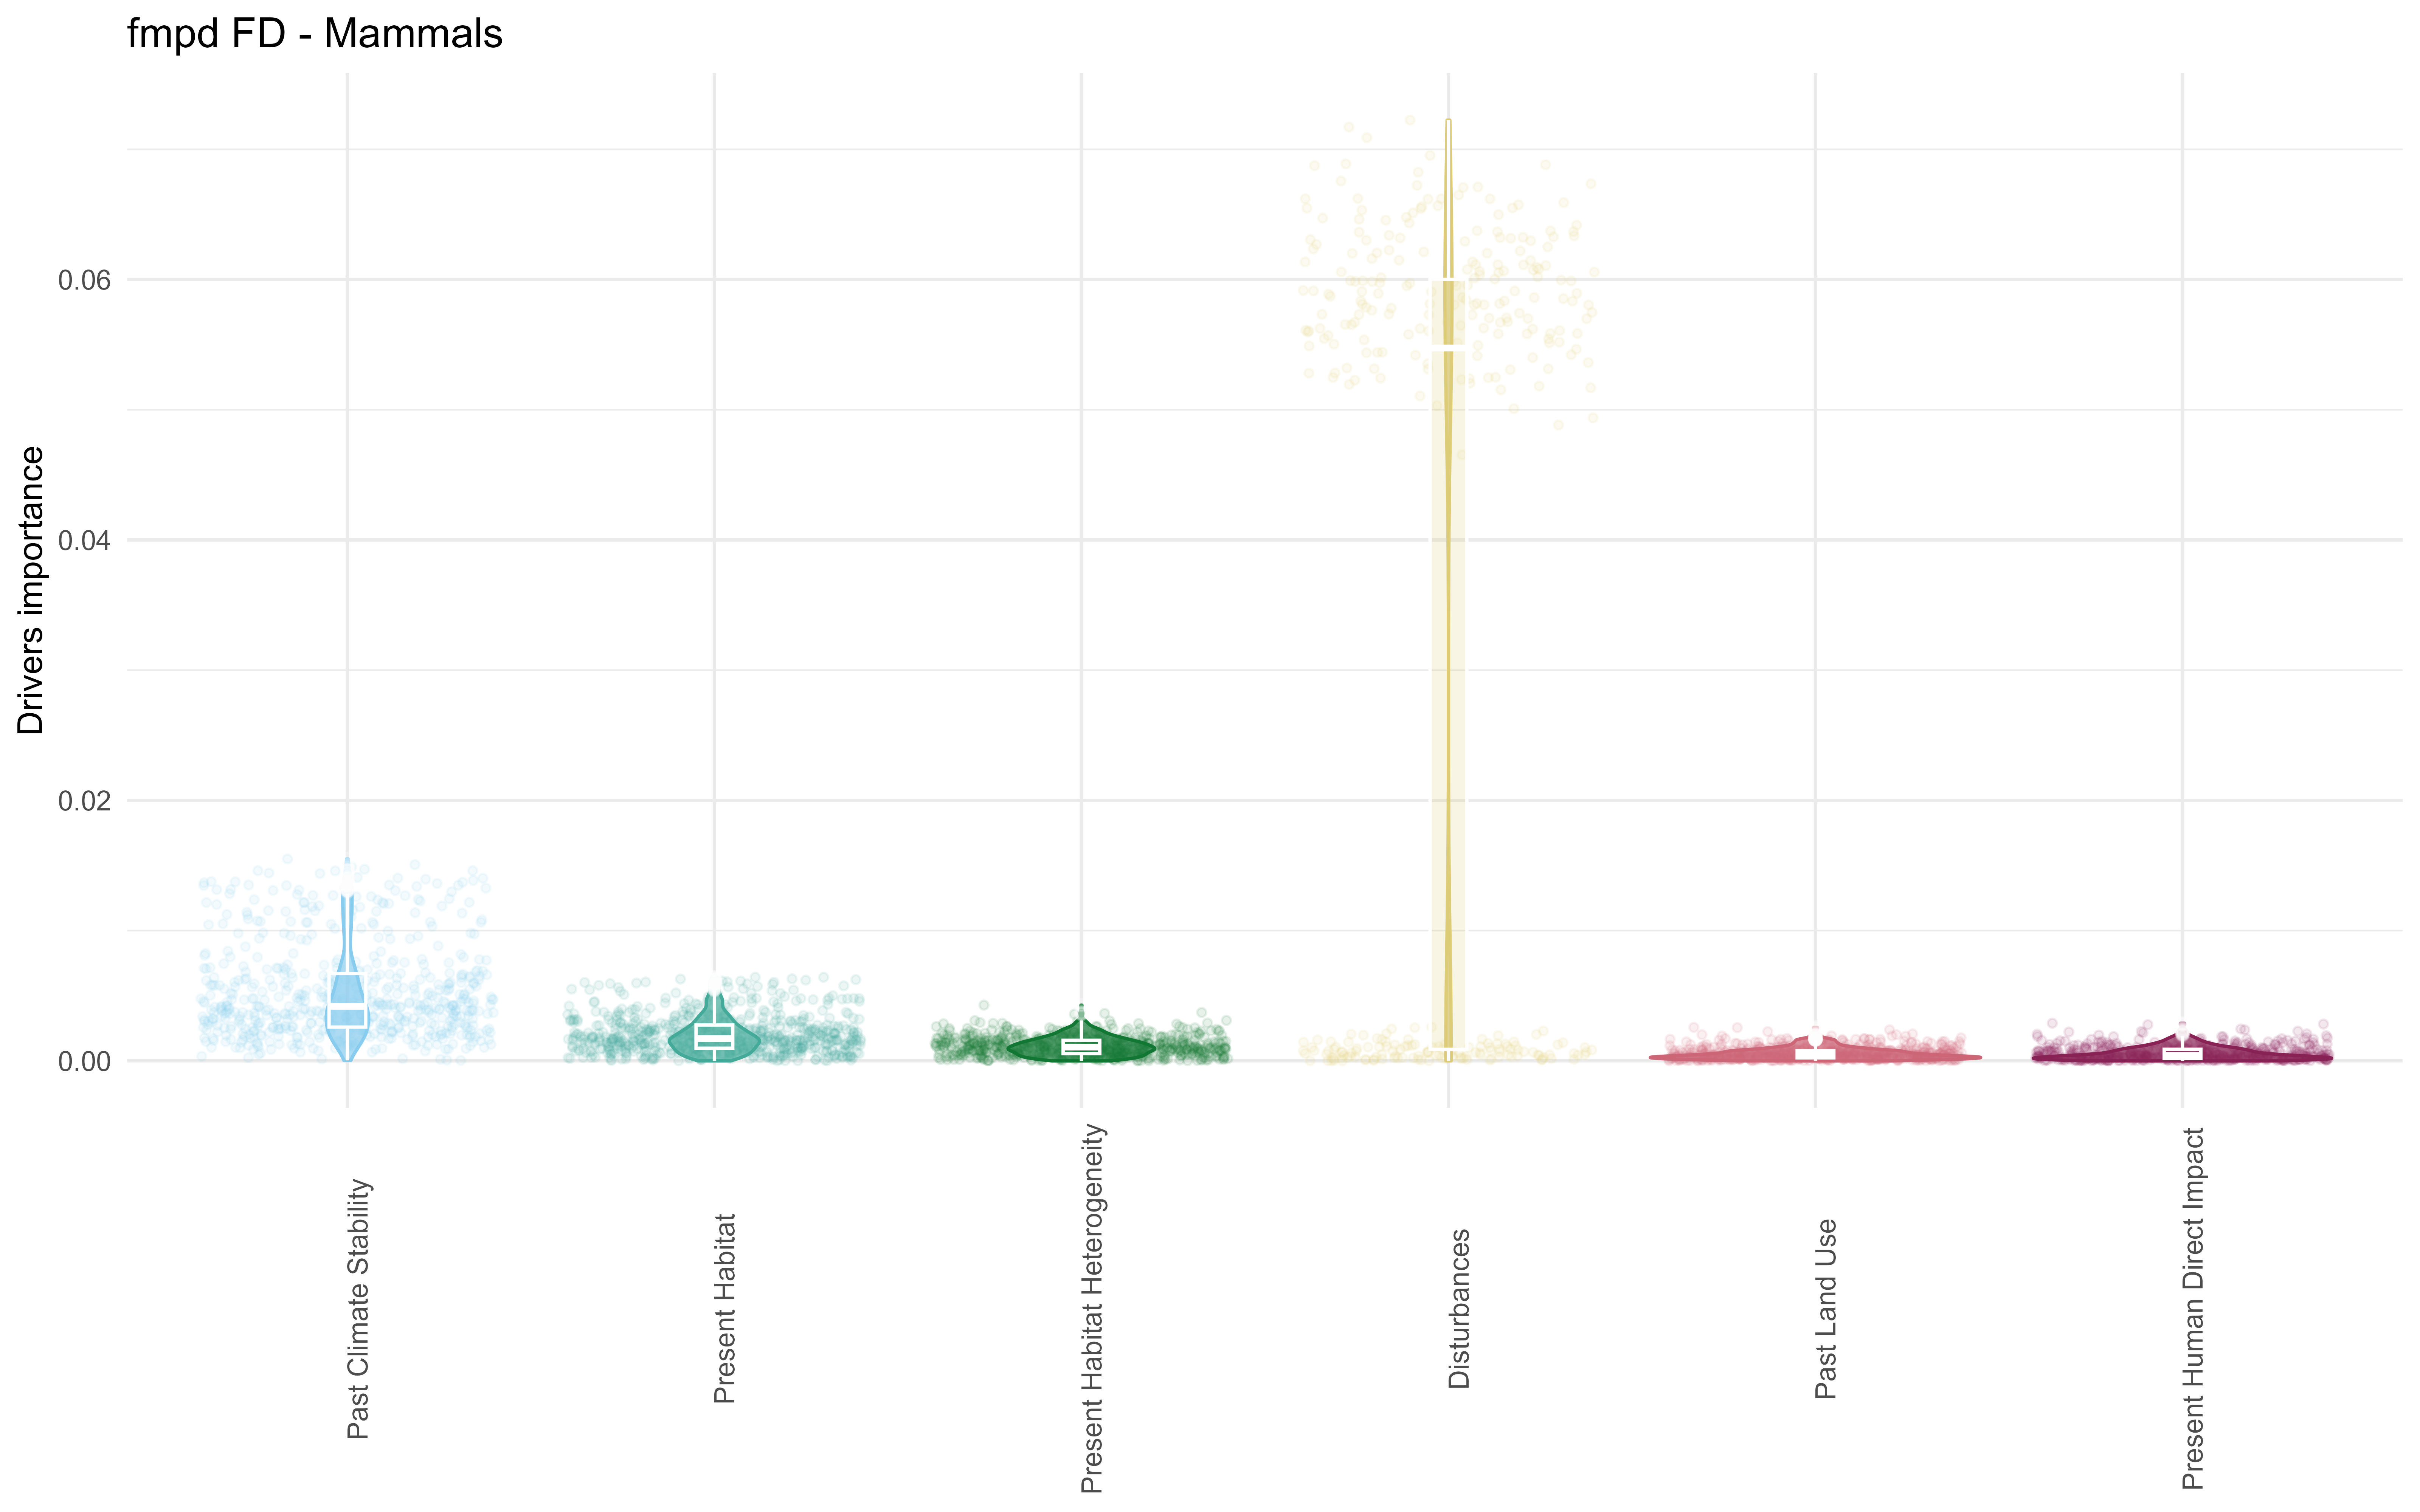 fmpd FD - Mammals
Drivers importance
0.06
0.04
0.02
0.00
Past Climate Stability
Present Habitat
Present Habitat Heterogeneity
Disturbances
Past Land Use
Present Human Direct Impact